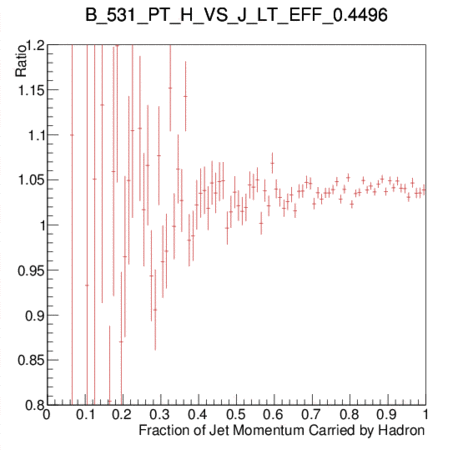 B_531_PT_H_VS_J_LT_EFF_0.4496
Ratio
1.2
1.15
1.1
1.05
1
0.95
0.9
0.85
0.8
0 0.1 0.2 0.3 0.4 0.5 0.6 0.7 0.8 0.9 1
Fraction of Jet Momentum Carried by Hadron